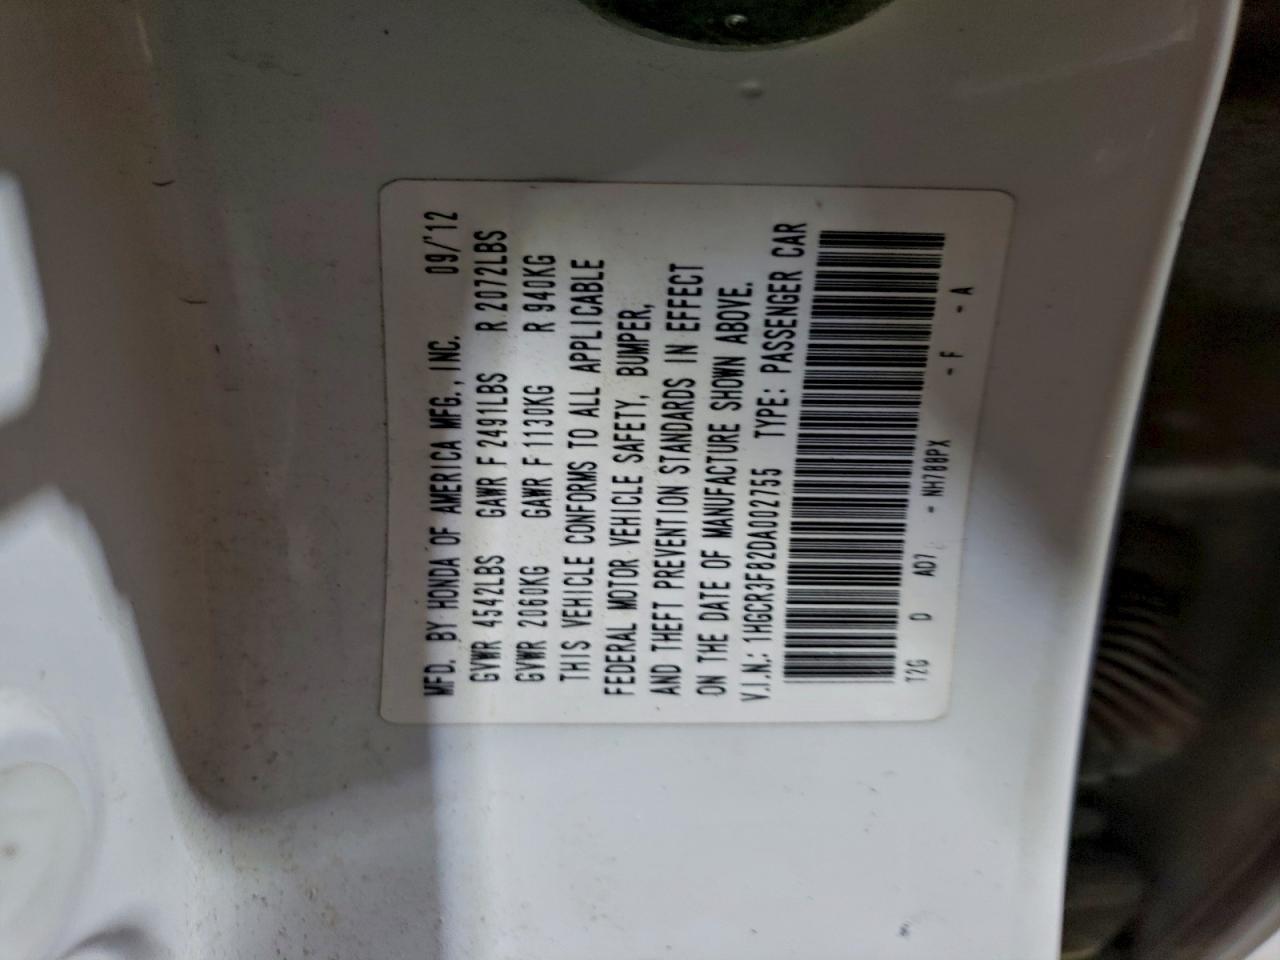 MFD. BY HONDA OF AMERICA MFG., INC. 09/'12
GVWR 4542LBS GAWR F 2491LBS R 2072LBS
GVWR 2060KG GAWR F 1130KG R 940KG
THIS VEHICLE CONFORMS TO ALL APPLICABLE
FEDERAL MOTOR VEHICLE SAFETY, BUMPER,
AND THEFT PREVENTION STANDARDS IN EFFECT
ON THE DATE OF MANUFACTURE SHOWN ABOVE.
V.I.N.: 1HGCR3F82DA002755 TYPE: PASSENGER CAR
T2G D AD7 - NH788PX - F - A